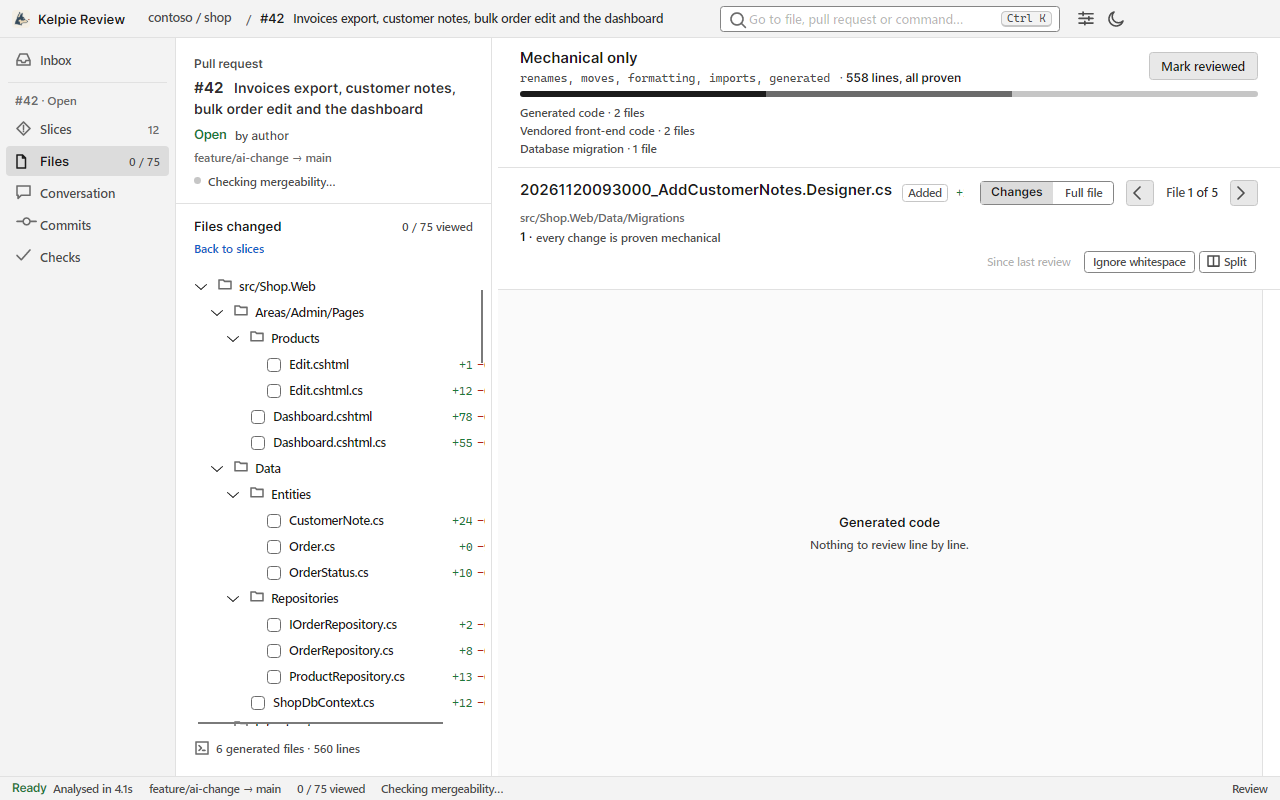 Kelpie Review
contoso / shop / #42 Invoices export, customer notes, bulk order edit and the dashboard
Go to file, pull request or command...
Ctrl K
Inbox
#42 · Open
Slices 12
Files 0 / 75
Conversation
Commits
Checks
Pull request
#42 Invoices export, customer notes,
bulk order edit and the dashboard
Open by author
feature/ai-change → main
Checking mergeability...
Files changed 0 / 75 viewed
Back to slices
src/Shop.Web
Areas/Admin/Pages
Products
Edit.cshtml +1
Edit.cshtml.cs +12
Dashboard.cshtml +78
Dashboard.cshtml.cs +55
Data
Entities
CustomerNote.cs +24
Order.cs +0
OrderStatus.cs +10
Repositories
IOrderRepository.cs +2
OrderRepository.cs +8
ProductRepository.cs +13
ShopDbContext.cs +12
6 generated files · 560 lines
Mechanical only
renames, moves, formatting, imports, generated · 558 lines, all proven
Mark reviewed
Generated code · 2 files
Vendored front-end code · 2 files
Database migration · 1 file
20261120093000_AddCustomerNotes.Designer.cs Added +
Changes Full file
File 1 of 5
src/Shop.Web/Data/Migrations
1 · every change is proven mechanical
Since last review Ignore whitespace Split
Generated code
Nothing to review line by line.
Ready Analysed in 4.1s feature/ai-change → main 0 / 75 viewed Checking mergeability... Review